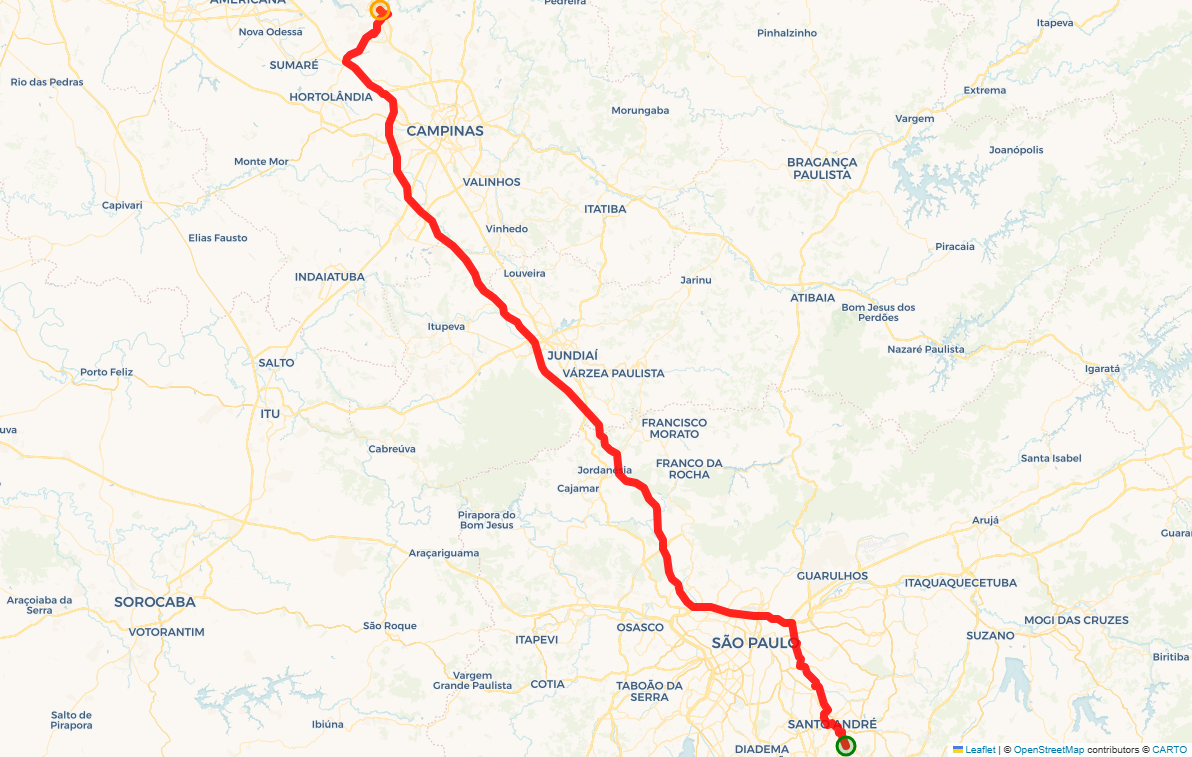 AMERICANA
Pedreira
Nova Odessa
Itapeva
Pinhalzinho
SUMARÉ
Rio das Pedras
HORTOLÂNDIA
Extrema
Morungaba
Vargem
CAMPINAS
Joanópolis
Monte Mor
BRAGANÇA
PAULISTA
VALINHOS
Capivari
ITATIBA
Vinhedo
Elias Fausto
Piracaia
Louveira
INDAIATUBA
Jarinu
ATIBAIA
Bom Jesus dos
Perdões
Itupeva
Nazaré Paulista
JUNDIAÍ
SALTO
Igaratá
Porto Feliz
VÁRZEA PAULISTA
ITU
FRANCISCO
MORATO
uva
Cabreúva
Santa Isabel
FRANCO DA
ROCHA
Jordanésia
Cajamar
Pirapora do
Bom Jesus
Arujá
Guarar
Araçariguama
GUARULHOS
ITAQUAQUECETUBA
Araçoiaba da
Serra
SOROCABA
MOGI DAS CRUZES
VOTORANTIM
São Roque
OSASCO
SUZANO
ITAPEVI
SÃO PAULO
Biritiba
Vargem
Grande Paulista
COTIA
TABOÃO DA
SERRA
Salto de
Pirapora
Ibiúna
SANTO ANDRÉ
DIADEMA
Leaflet | © OpenStreetMap contributors © CARTO